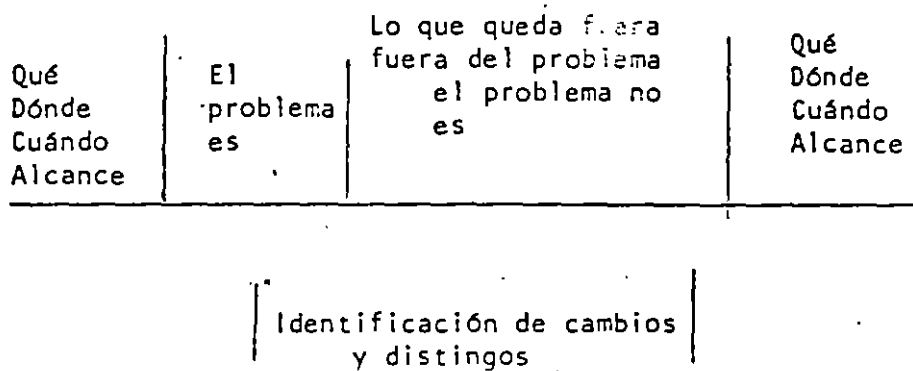 Qué
Dónde
Cuándo
Alcance
El
problema
es
Lo que queda fuera
fuera del problema
el problema no
es
Qué
Dónde
Cuándo
Alcance
Identificación de cambios
y distingos